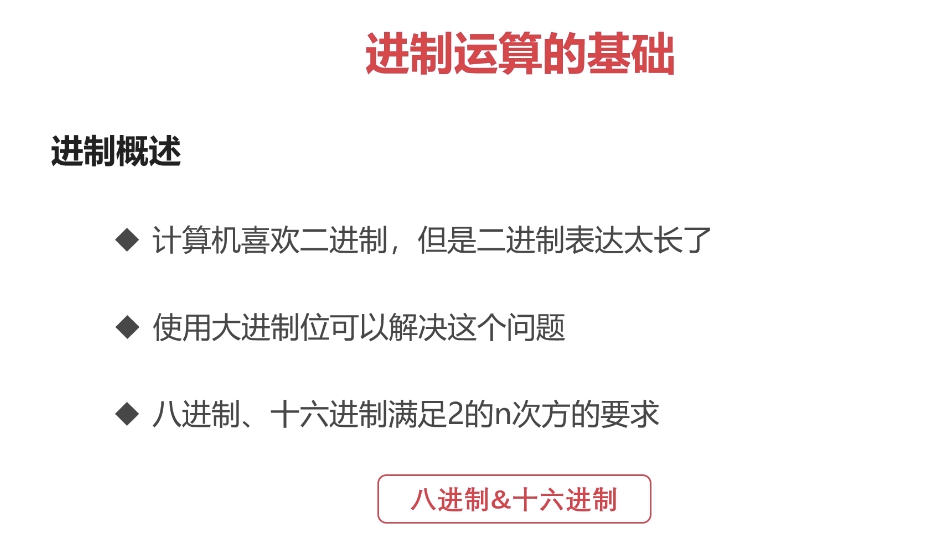 进制运算的基础
进制概述
◆ 计算机喜欢二进制，但是二进制表达太长了
◆ 使用大进制位可以解决这个问题
◆ 八进制、十六进制满足2的n次方的要求
八进制&十六进制